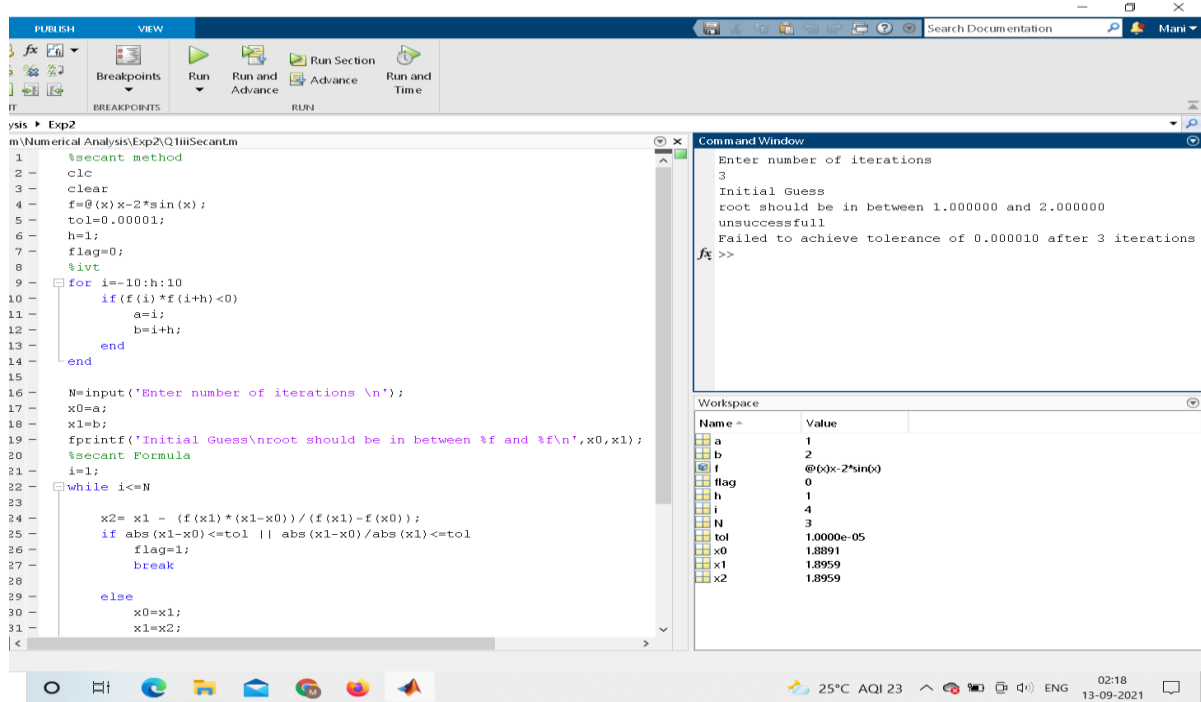 PUBLISH VIEW
Search Documentation
Mani
fx
Breakpoints
Run
Run and
Advance
Run Section
Advance
Run and
Time
BREAKPOINTS
RUN
ysis ▸ Exp2
m\Numerical Analysis\Exp2\Q1iiiSecant.m
1 %secant method
2 - clc
3 - clear
4 - f=@(x)x-2*sin(x);
5 - tol=0.00001;
6 - h=1;
7 - flag=0;
8 %ivt
9 - for i=-10:h:10
10 - if(f(i)*f(i+h)<0)
11 - a=i;
12 - b=i+h;
13 - end
14 - end
15
16 - N=input('Enter number of iterations \n');
17 - x0=a;
18 - x1=b;
19 - fprintf('Initial Guess\nroot should be in between %f and %f\n',x0,x1);
20 %secant Formula
21 - i=1;
22 - while i<=N
23
24 - x2= x1 - (f(x1)*(x1-x0))/(f(x1)-f(x0));
25 - if abs(x1-x0)<=tol || abs(x1-x0)/abs(x1)<=tol
26 - flag=1;
27 - break
28
29 - else
30 - x0=x1;
31 - x1=x2;
Command Window
Enter number of iterations
3
Initial Guess
root should be in between 1.000000 and 2.000000
unsuccessfull
Failed to achieve tolerance of 0.000010 after 3 iterations
fx >>
Workspace
Name Value
a 1
b 2
f @(x)x-2*sin(x)
flag 0
h 1
i 4
N 3
tol 1.0000e-05
x0 1.8891
x1 1.8959
x2 1.8959
25°C AQI 23
ENG
02:18
13-09-2021